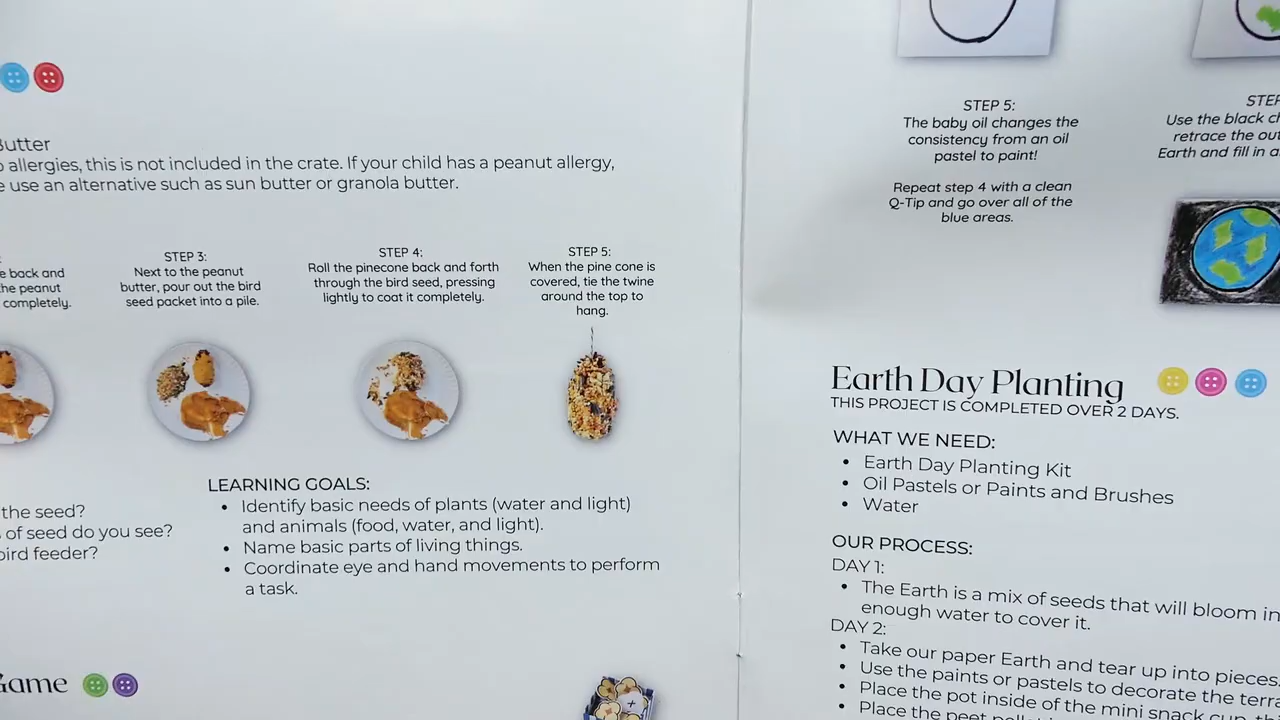 Butter
allergies, this is not included in the crate. If your child has a peanut allergy,
use an alternative such as sun butter or granola butter.
back and
the peanut
completely.
STEP 3:
Next to the peanut
butter, pour out the bird
seed packet into a pile.
STEP 4:
Roll the pinecone back and forth
through the bird seed, pressing
lightly to coat it completely.
STEP 5:
When the pine cone is
covered, tie the twine
around the top to
hang.
the seed?
of seed do you see?
bird feeder?
LEARNING GOALS:
• Identify basic needs of plants (water and light)
and animals (food, water, and light).
• Name basic parts of living things.
• Coordinate eye and hand movements to perform
a task.
Game
STEP 5:
The baby oil changes the
consistency from an oil
pastel to paint!
Repeat step 4 with a clean
Q-Tip and go over all of the
blue areas.
STEP
Use the black
retrace the
Earth and fill in
Earth Day Planting
THIS PROJECT IS COMPLETED OVER 2 DAYS.
WHAT WE NEED:
• Earth Day Planting Kit
• Oil Pastels or Paints and Brushes
• Water
OUR PROCESS:
DAY 1:
• The Earth is a mix of seeds that will bloom in
enough water to cover it.
DAY 2:
• Take our paper Earth and tear up into pieces.
• Use the paints or pastels to decorate the
• Place the pot inside of the mini snack cup,
• Place the peet